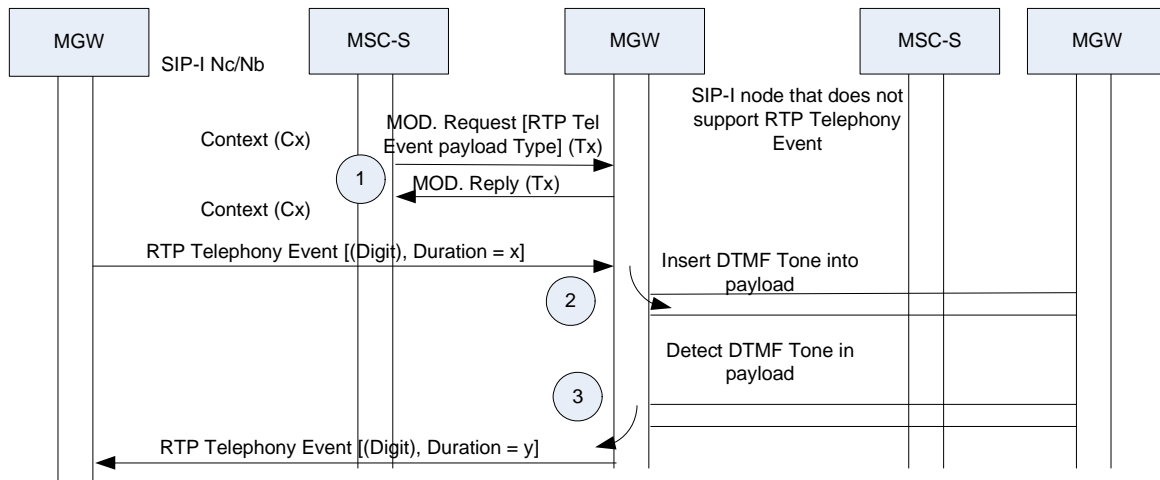 MGW
MSC-S
MGW
MSC-S
MGW
SIP-I Nc/Nb
SIP-I node that does not
support RTP Telephony
Event
MOD. Request [RTP Tel
Event payload Type] (Tx)
Context (Cx)
1
MOD. Reply (Tx)
Context (Cx)
RTP Telephony Event [(Digit), Duration = x]
Insert DTMF Tone into
payload
2
Detect DTMF Tone in
payload
3
RTP Telephony Event [(Digit), Duration = y]